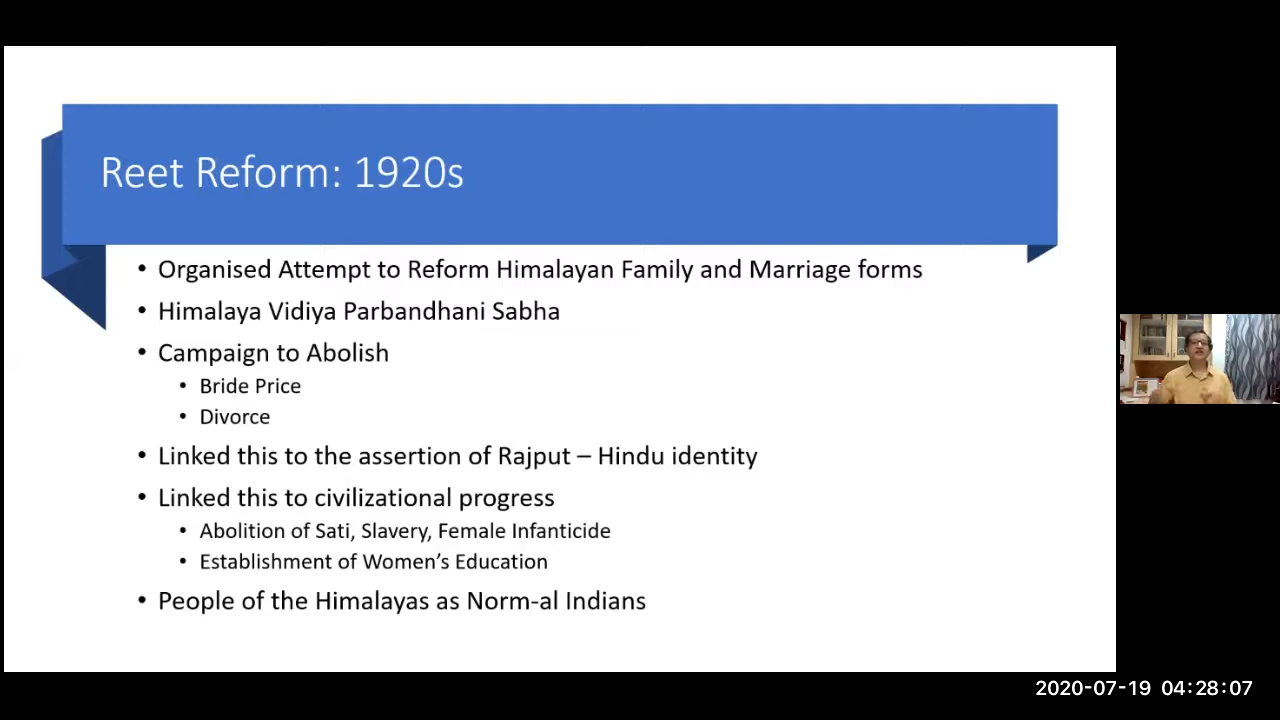 Reet Reform: 1920s
• Organised Attempt to Reform Himalayan Family and Marriage forms
• Himalaya Vidiya Parbandhani Sabha
• Campaign to Abolish
• Bride Price
• Divorce
• Linked this to the assertion of Rajput – Hindu identity
• Linked this to civilizational progress
• Abolition of Sati, Slavery, Female Infanticide
• Establishment of Women's Education
• People of the Himalayas as Norm-al Indians
2020-07-19 04:28:07